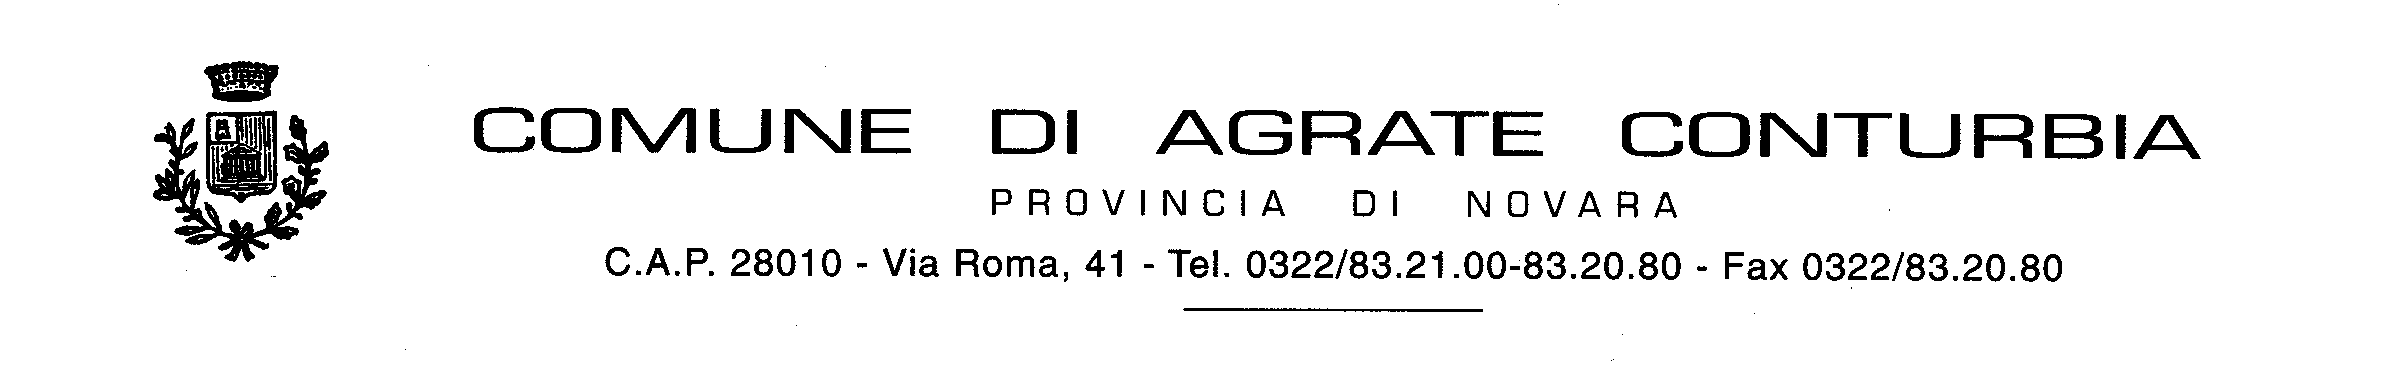 COMUNE DI AGRATE CONTURBIA
PROVINCIA DI NOVARA
C.A.P. 28010 - Via Roma, 41 - Tel. 0322/83.21.00-83.20.80 - Fax 0322/83.20.80